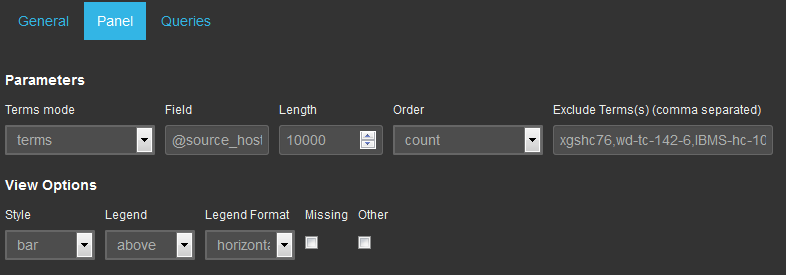 General Panel Queries
Parameters
Terms mode Field Length Order Exclude Terms(s) (comma separated)
terms @source_host 10000 count xgshc76,wd-tc-142-6,IBMS-hc-10
View Options
Style Legend Legend Format Missing Other
bar above horizonta